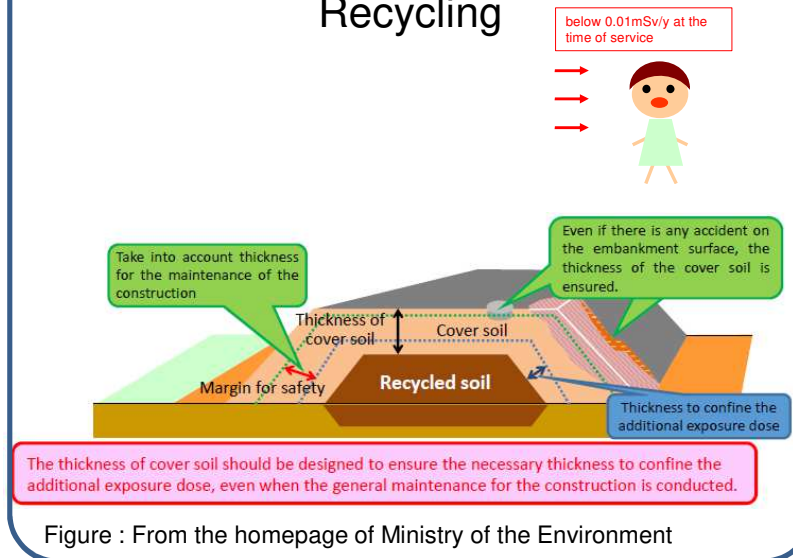 Recycling
below 0.01mSv/y at the
time of service
Even if there is any accident on
the embankment surface, the
thickness of the cover soil is
ensured.
Take into account thickness
for the maintenance of the
construction
Thickness of
cover soil
Cover soil
Margin for safety
Recycled soil
Thickness to confine the
additional exposure dose
The thickness of cover soil should be designed to ensure the necessary thickness to confine the
additional exposure dose, even when the general maintenance for the construction is conducted.
Figure : From the homepage of Ministry of the Environment